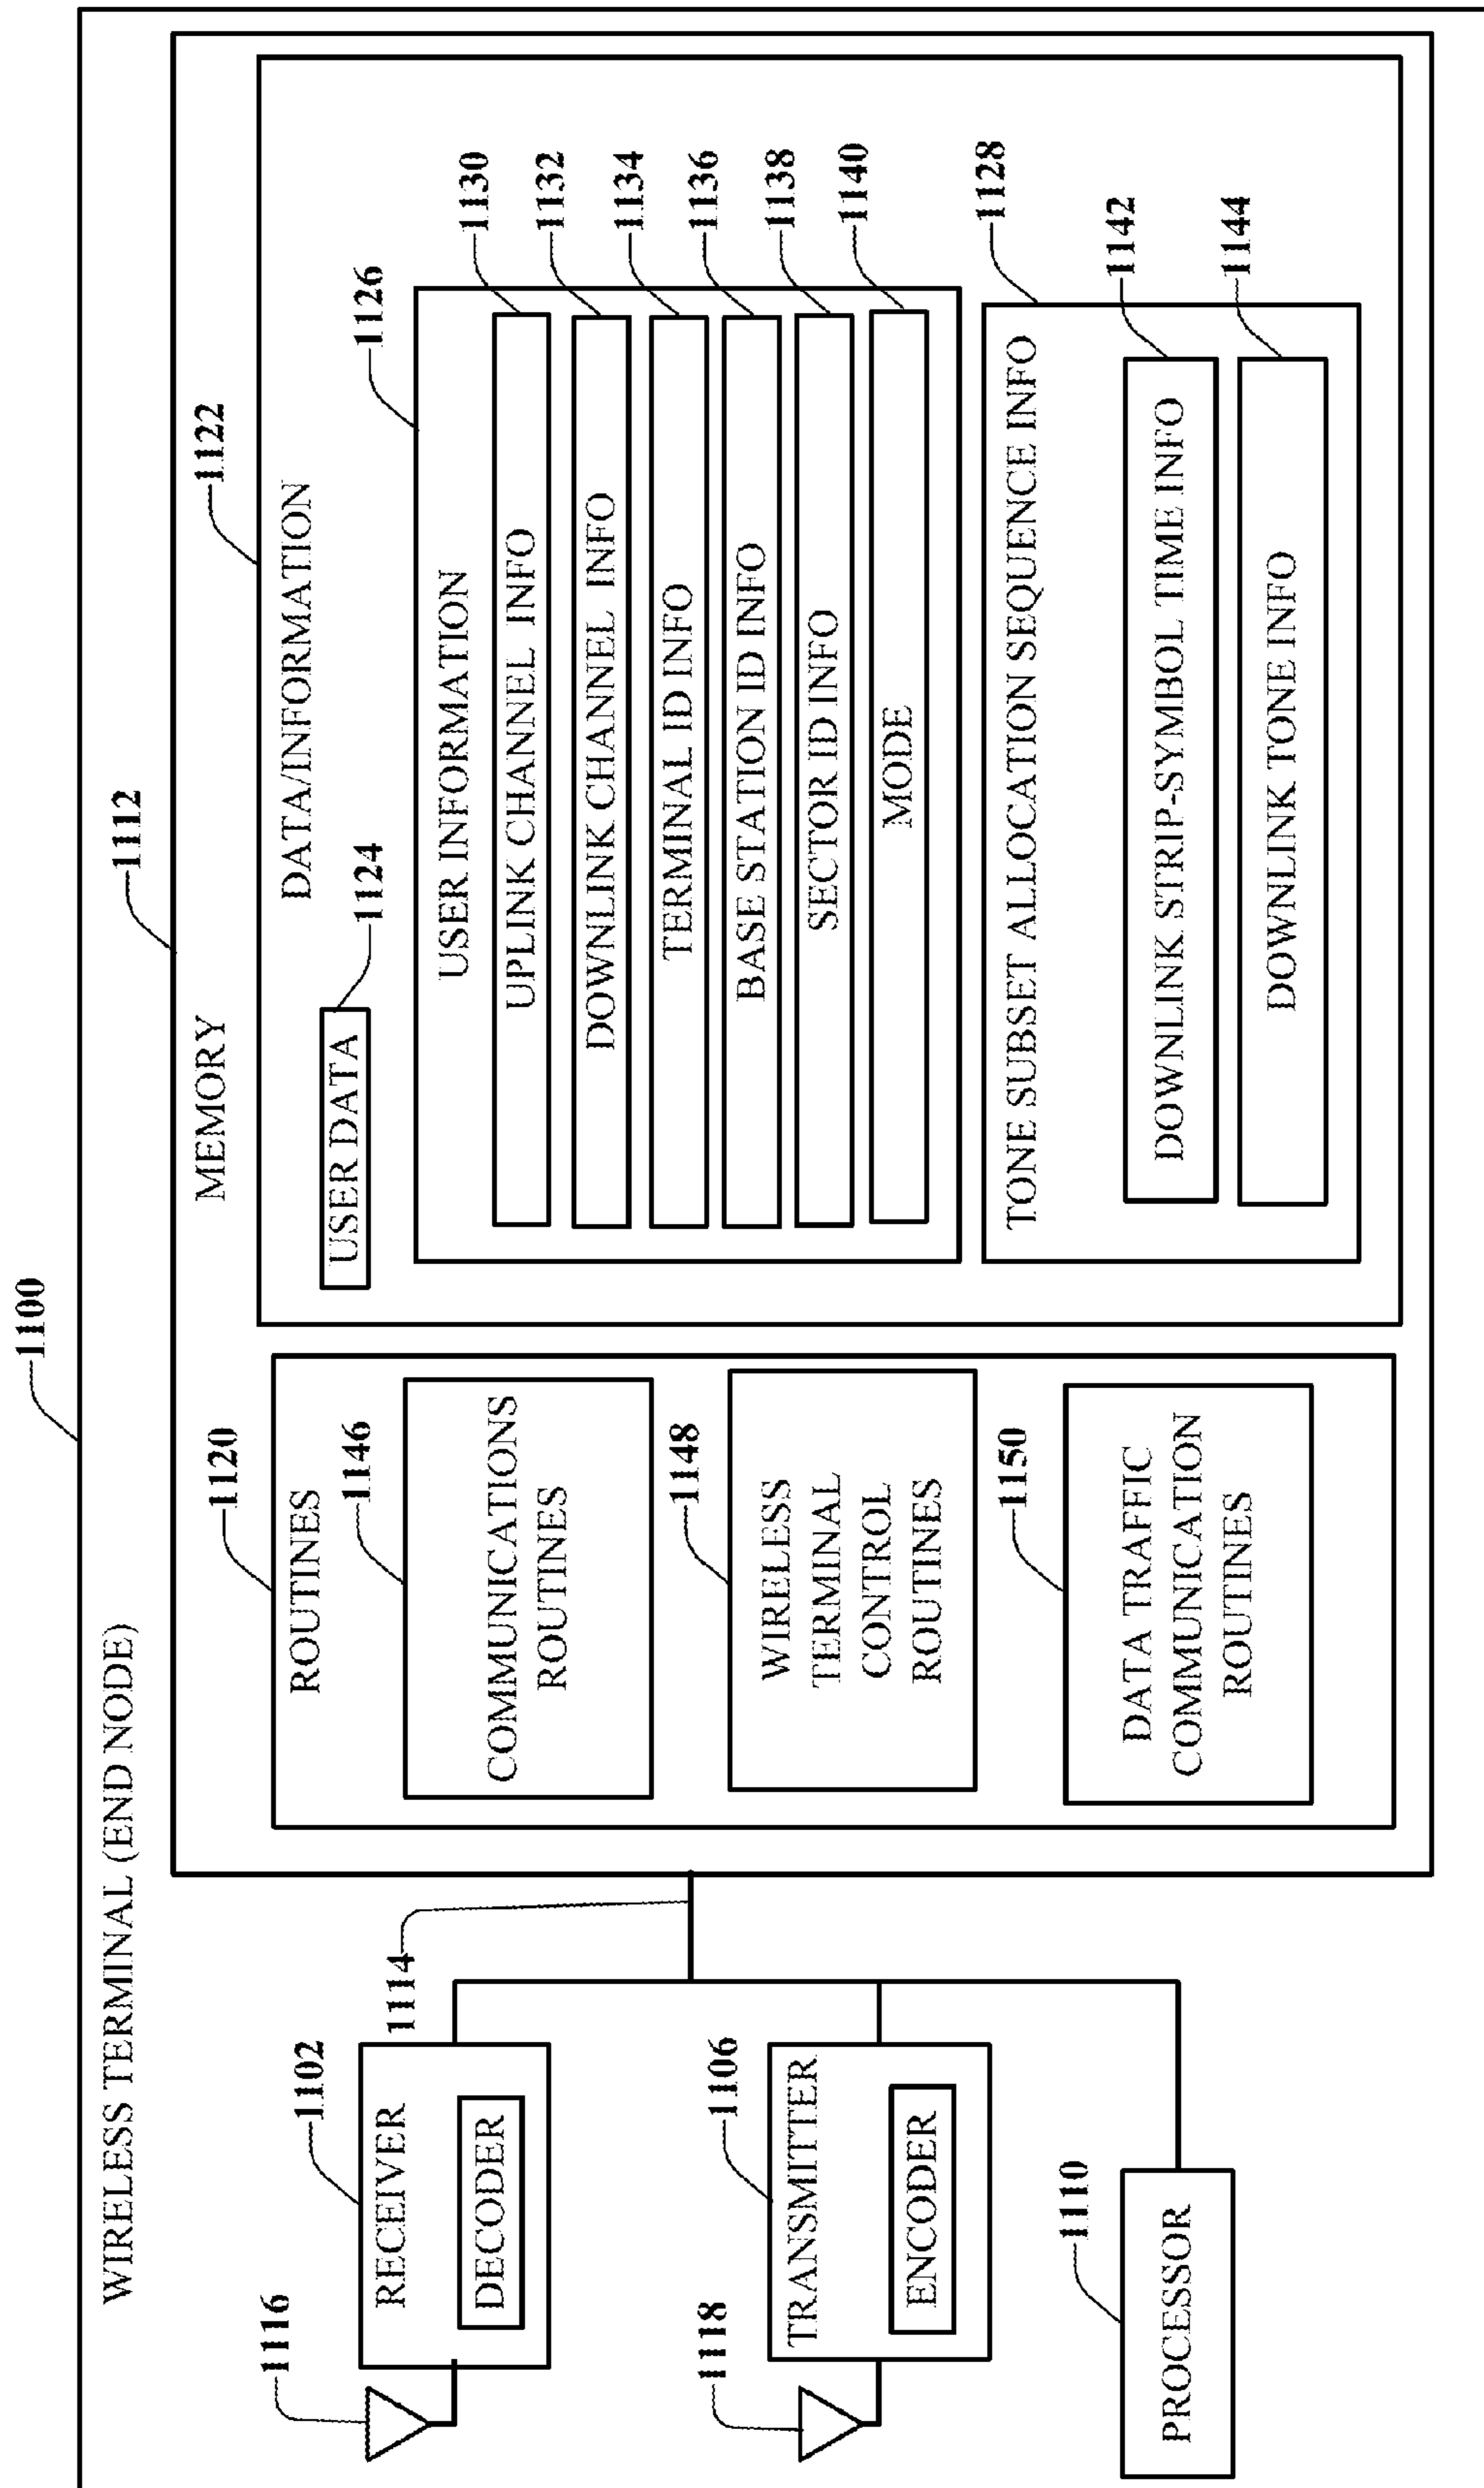 1100
WIRELESS TERMINAL (END NODE)
1112
MEMORY
1116
1102
RECEIVER
DECODER
1114
1118
1106
TRANSMITTER
ENCODER
1110
PROCESSOR
1120
ROUTINES
1146
COMMUNICATIONS
ROUTINES
1148
WIRELESS
TERMINAL
CONTROL
ROUTINES
1150
DATA TRAFFIC
COMMUNICATION
ROUTINES
1122
DATA/INFORMATION
1124
USER DATA
1126
USER INFORMATION
UPLINK CHANNEL INFO
1130
DOWNLINK CHANNEL INFO
1132
TERMINAL ID INFO
1134
BASE STATION ID INFO
1136
SECTOR ID INFO
1138
MODE
1140
1128
TONE SUBSET ALLOCATION SEQUENCE INFO
DOWNLINK STRIP-SYMBOL TIME INFO
1142
DOWNLINK TONE INFO
1144